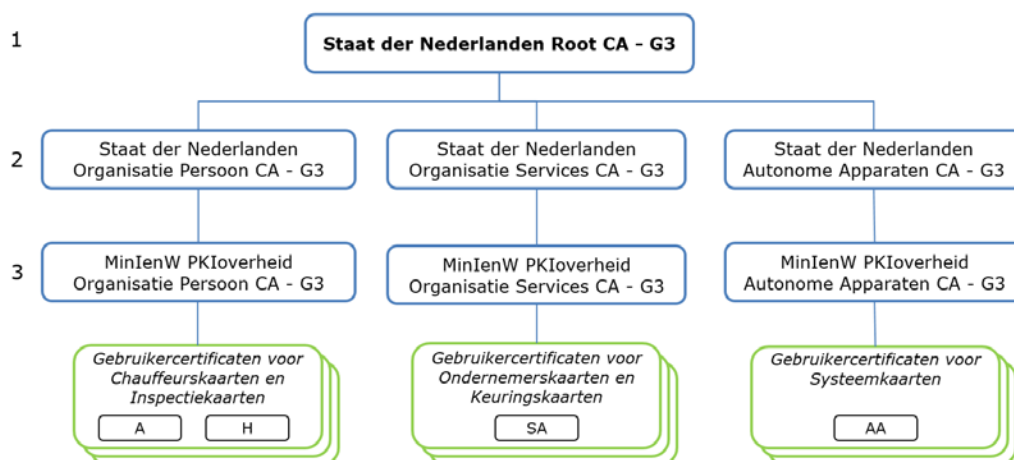 1
Staat der Nederlanden Root CA - G3
2
Staat der Nederlanden
Organisatie Persoon CA - G3
Staat der Nederlanden
Organisatie Services CA - G3
Staat der Nederlanden
Autonome Apparaten CA - G3
3
MinIenW PKIoverheid
Organisatie Persoon CA - G3
MinIenW PKIoverheid
Organisatie Services CA - G3
MinIenW PKIoverheid
Autonome Apparaten CA - G3
Gebruikercertificaten voor
Chauffeurskaarten en
Inspectiekaarten
A
H
Gebruikercertificaten voor
Ondernemerskaarten en
Keuringskaarten
SA
Gebruikercertificaten voor
Systeemkaarten
AA